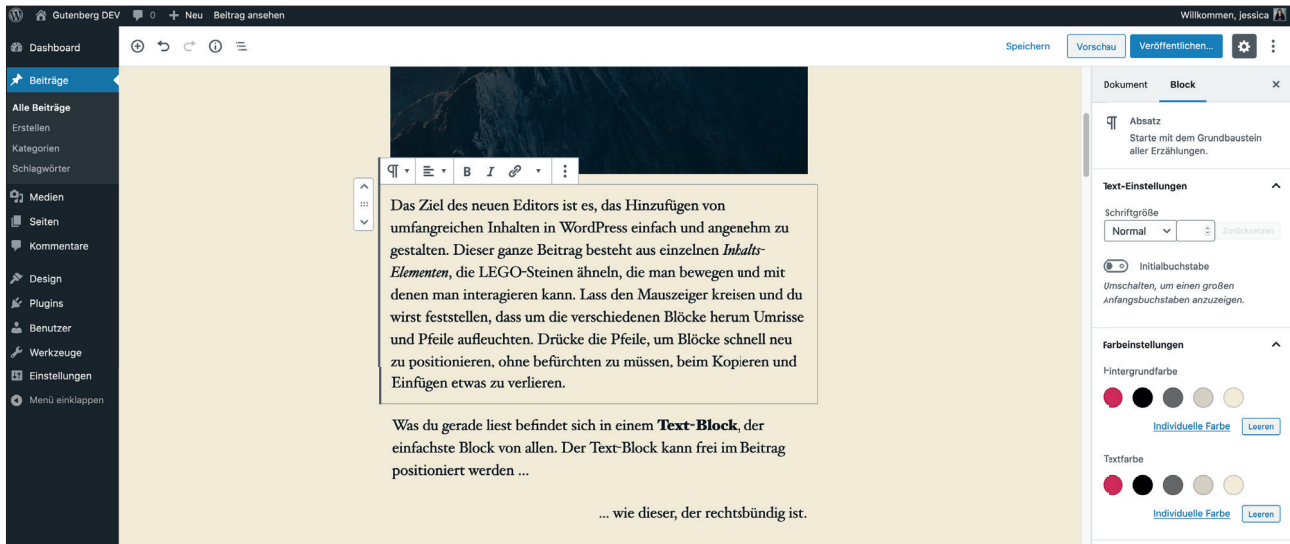 Gutenberg DEV 0 + Neu Beitrag ansehen Willkommen, jessica
Dashboard
Beiträge
Alle Beiträge
Erstellen
Kategorien
Schlagwörter
Medien
Seiten
Kommentare
Design
Plugins
Benutzer
Werkzeuge
Einstellungen
Menü einklappen
Speichern Vorschau Veröffentlichen...
B I
Das Ziel des neuen Editors ist es, das Hinzufügen von
umfangreichen Inhalten in WordPress einfach und angenehm zu
gestalten. Dieser ganze Beitrag besteht aus einzelnen Inhalts-
Elementen, die LEGO-Steinen ähneln, die man bewegen und mit
denen man interagieren kann. Lass den Mauszeiger kreisen und du
wirst feststellen, dass um die verschiedenen Blöcke herum Umrisse
und Pfeile aufleuchten. Drücke die Pfeile, um Blöcke schnell neu
zu positionieren, ohne befürchten zu müssen, beim Kopieren und
Einfügen etwas zu verlieren.
Was du gerade liest befindet sich in einem Text-Block, der
einfachste Block von allen. Der Text-Block kann frei im Beitrag
positioniert werden ...
... wie dieser, der rechtsbündig ist.
Dokument Block
Absatz
Starte mit dem Grundbaustein
aller Erzählungen.
Text-Einstellungen
Schriftgröße
Normal Zurücksetzen
Initialbuchstabe
Umschalten, um einen großen
Anfangsbuchstaben anzuzeigen.
Farbeinstellungen
Hintergrundfarbe
Individuelle Farbe Leeren
Textfarbe
Individuelle Farbe Leeren